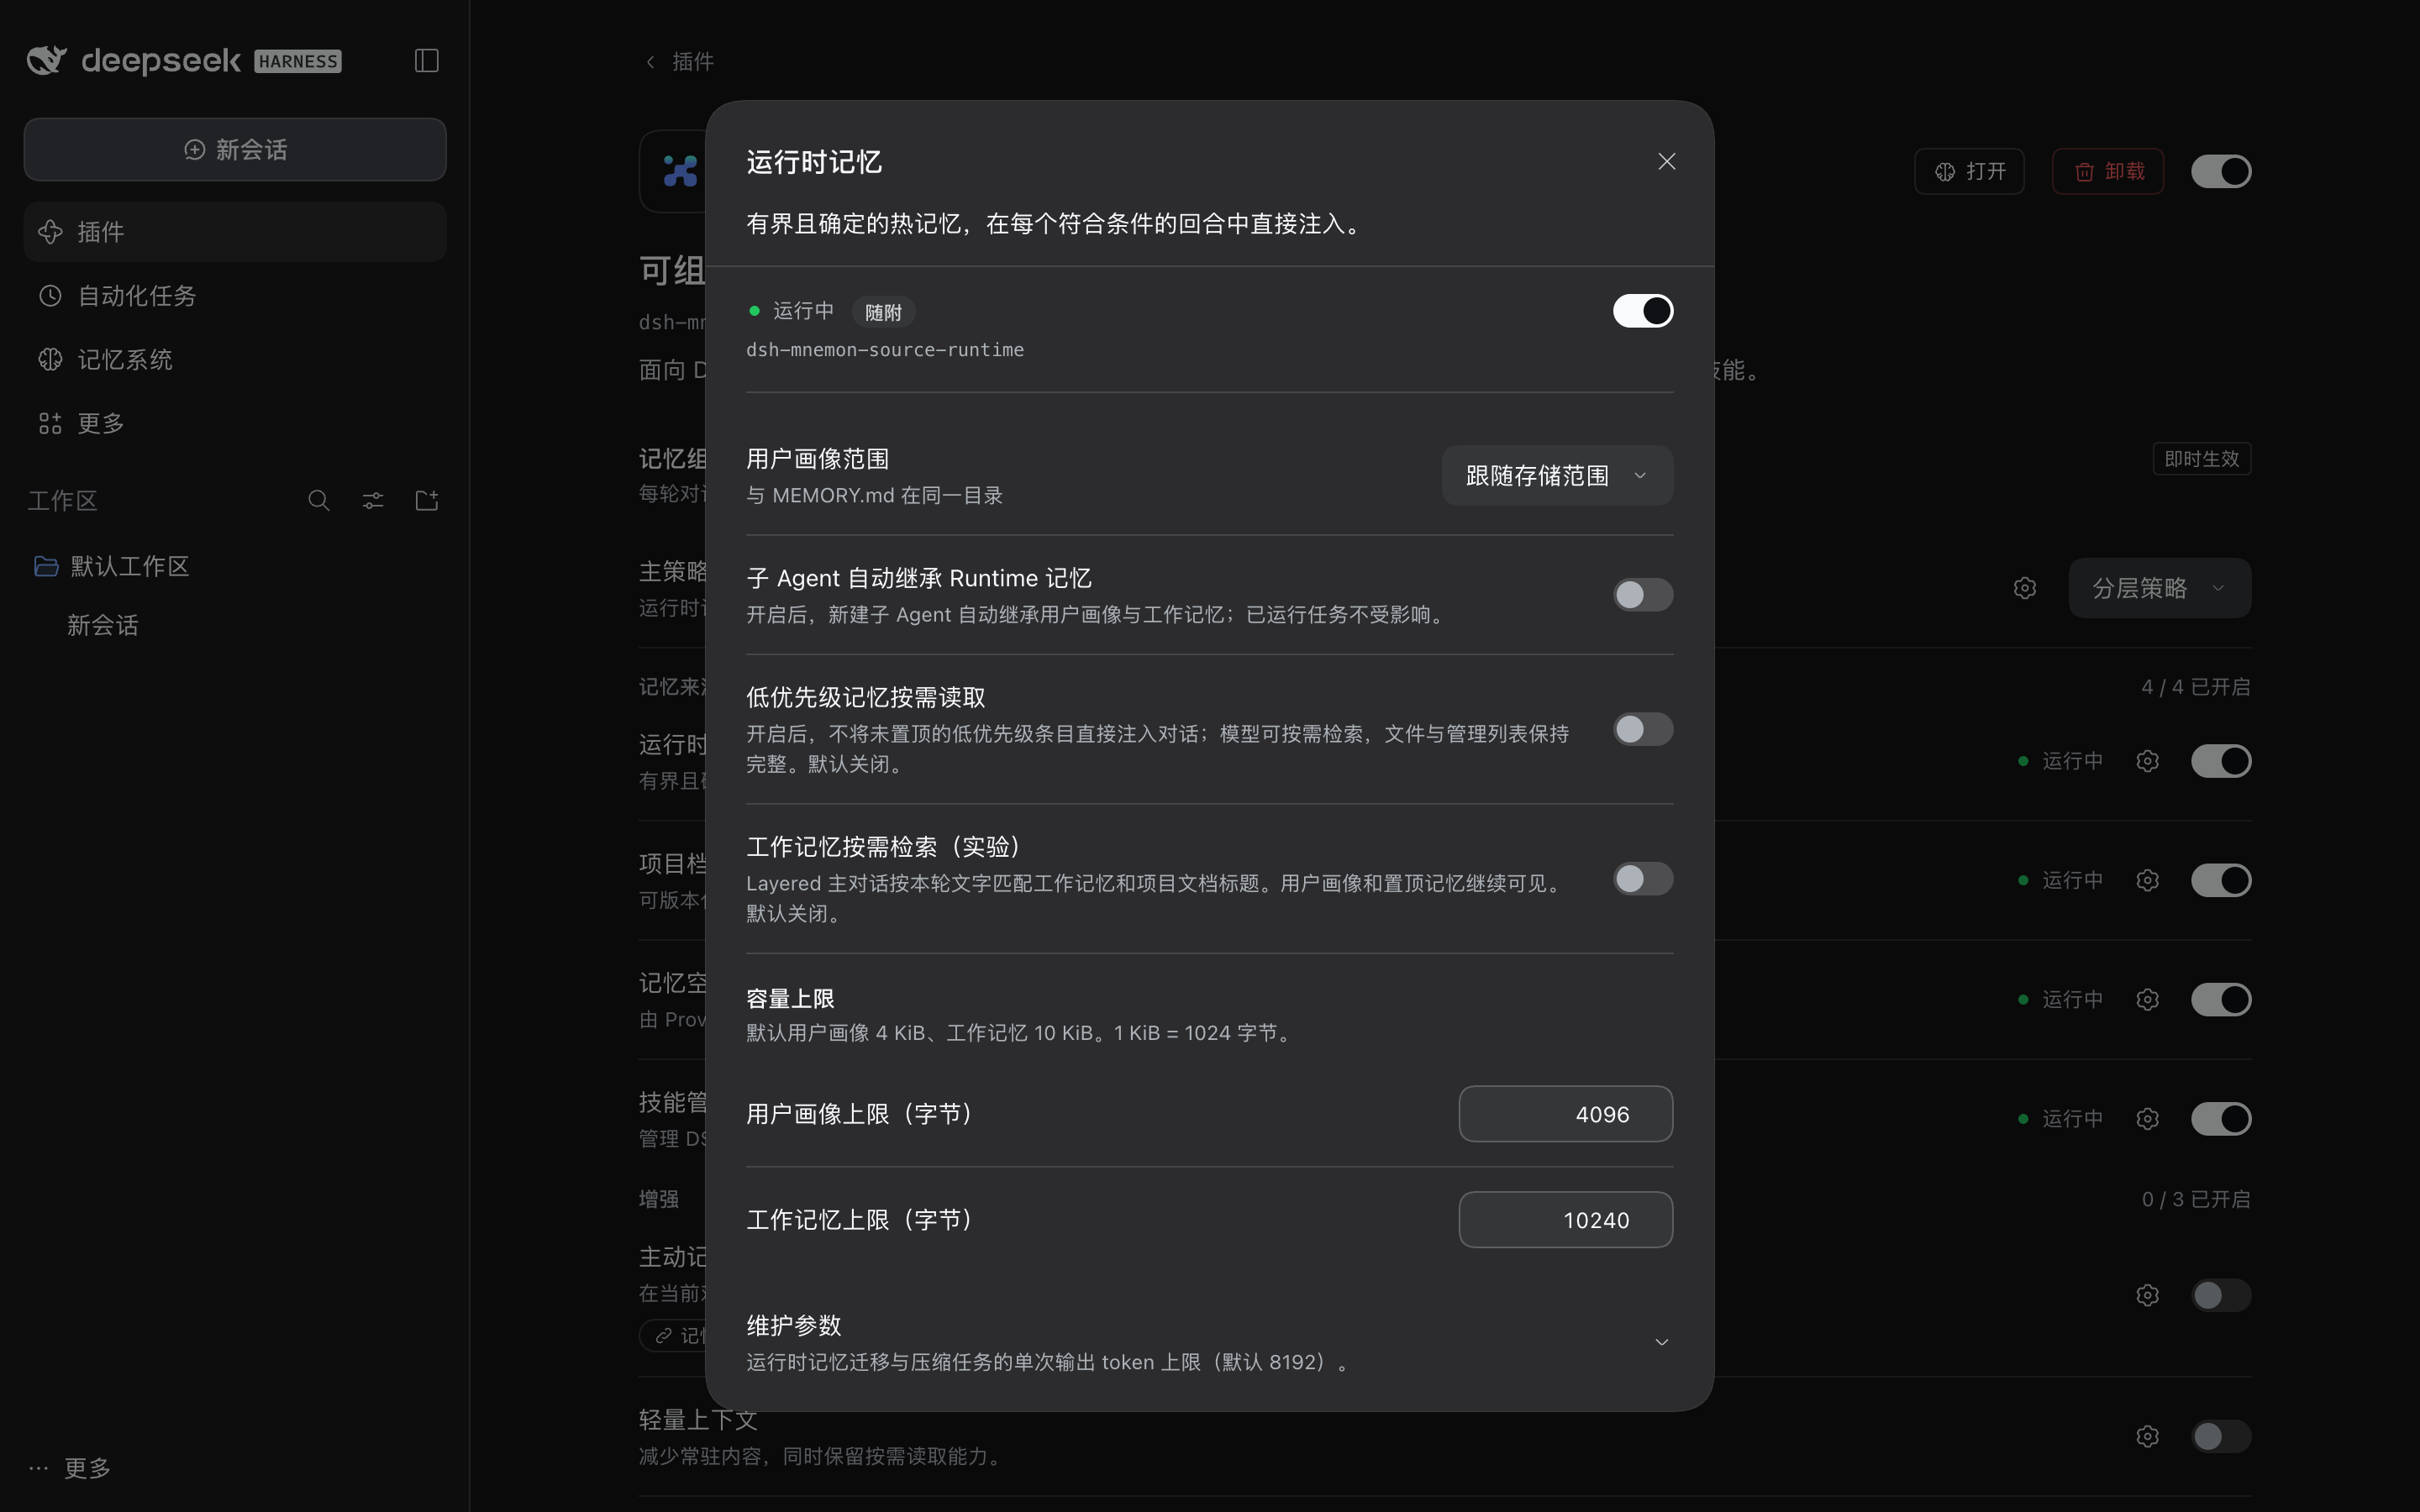 deepseek HARNESS
新会话
插件
自动化任务
记忆系统
更多
工作区
默认工作区
新会话
更多
插件
打开
卸载
可组
面向 D
技能。
记忆组
即时生效
主策略
运行时
分层策略
4 / 4 已开启
运行时
有界且
运行中
项目档
可版本
运行中
记忆空
由 Prov
运行中
技能管
管理 DS
运行中
增强
0 / 3 已开启
主动记
在当前
轻量上下文
减少常驻内容，同时保留按需读取能力。
运行时记忆
有界且确定的热记忆，在每个符合条件的回合中直接注入。
运行中 随附
dsh-mnemon-source-runtime
用户画像范围
与 MEMORY.md 在同一目录
跟随存储范围
子 Agent 自动继承 Runtime 记忆
开启后，新建子 Agent 自动继承用户画像与工作记忆；已运行任务不受影响。
低优先级记忆按需读取
开启后，不将未置顶的低优先级条目直接注入对话；模型可按需检索，文件与管理列表保持
完整。默认关闭。
工作记忆按需检索（实验）
Layered 主对话按本轮文字匹配工作记忆和项目文档标题。用户画像和置顶记忆继续可见。
默认关闭。
容量上限
默认用户画像 4 KiB、工作记忆 10 KiB。1 KiB = 1024 字节。
用户画像上限（字节）
4096
工作记忆上限（字节）
10240
维护参数
运行时记忆迁移与压缩任务的单次输出 token 上限（默认 8192）。